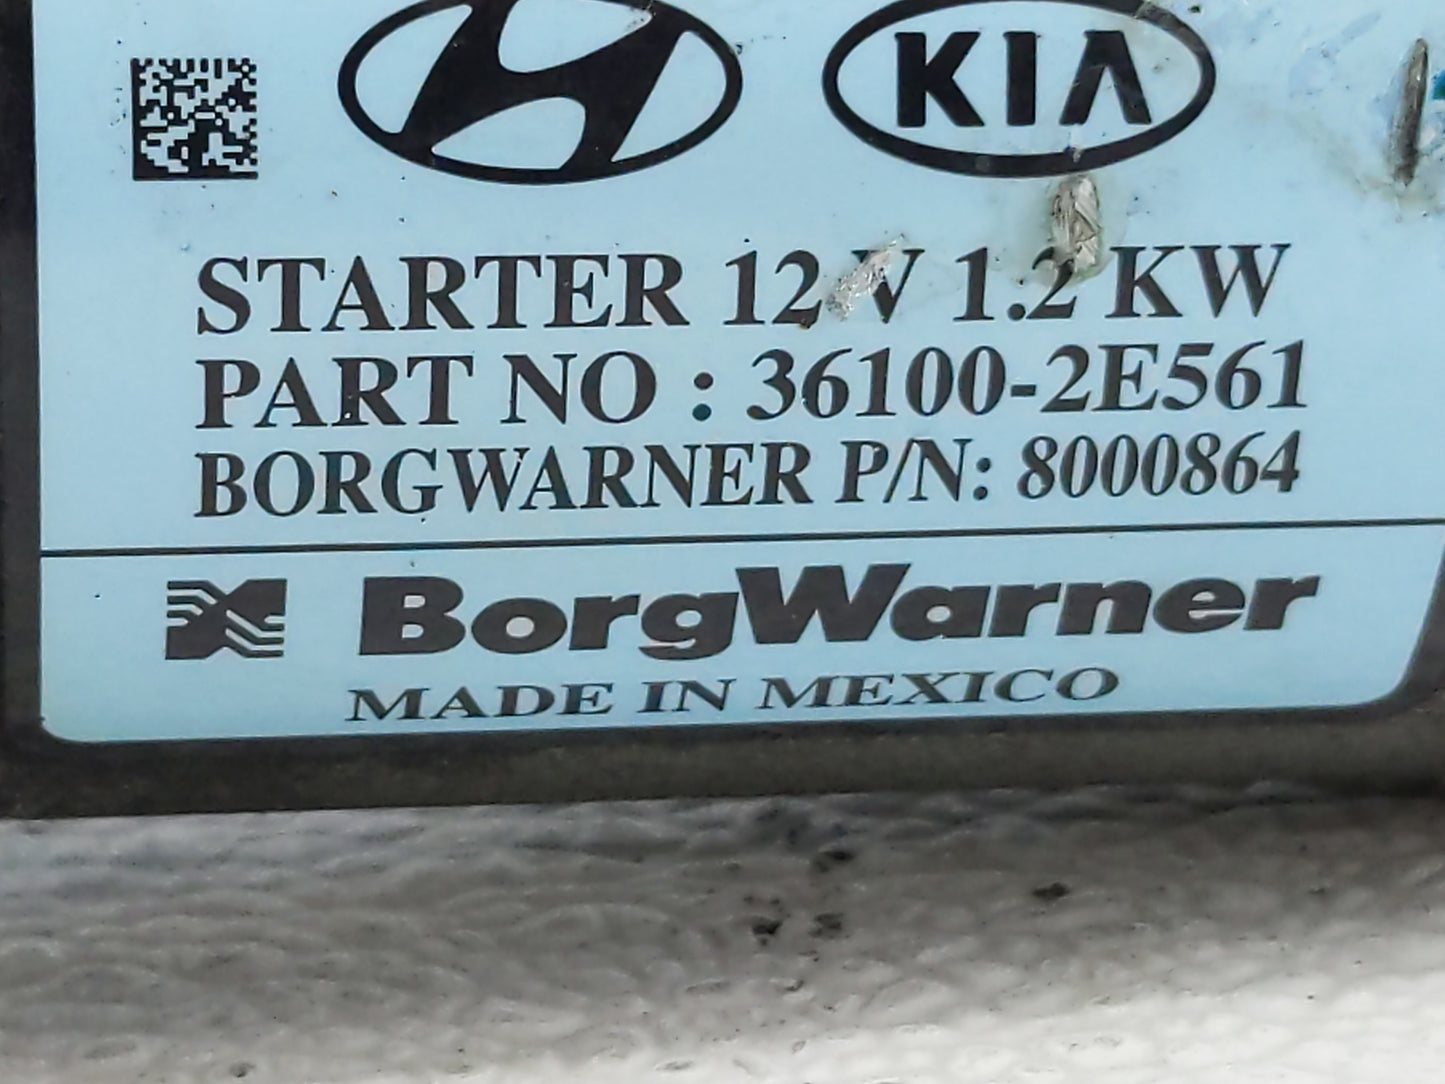 KIA
STARTER 12 V 1.2 KW
PART NO : 36100-2E561
BORGWARNER P/N: 8000864
BorgWarner
MADE IN MEXICO